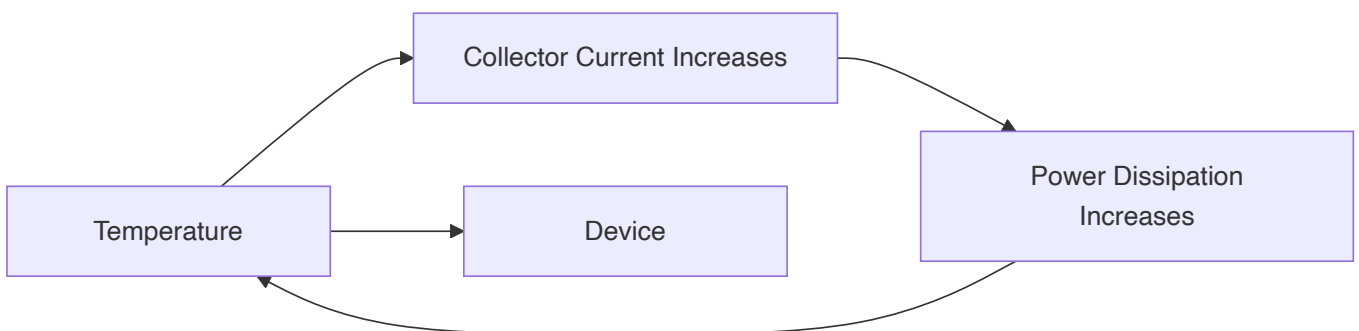 Collector Current Increases
Power Dissipation
Increases
Temperature
Device